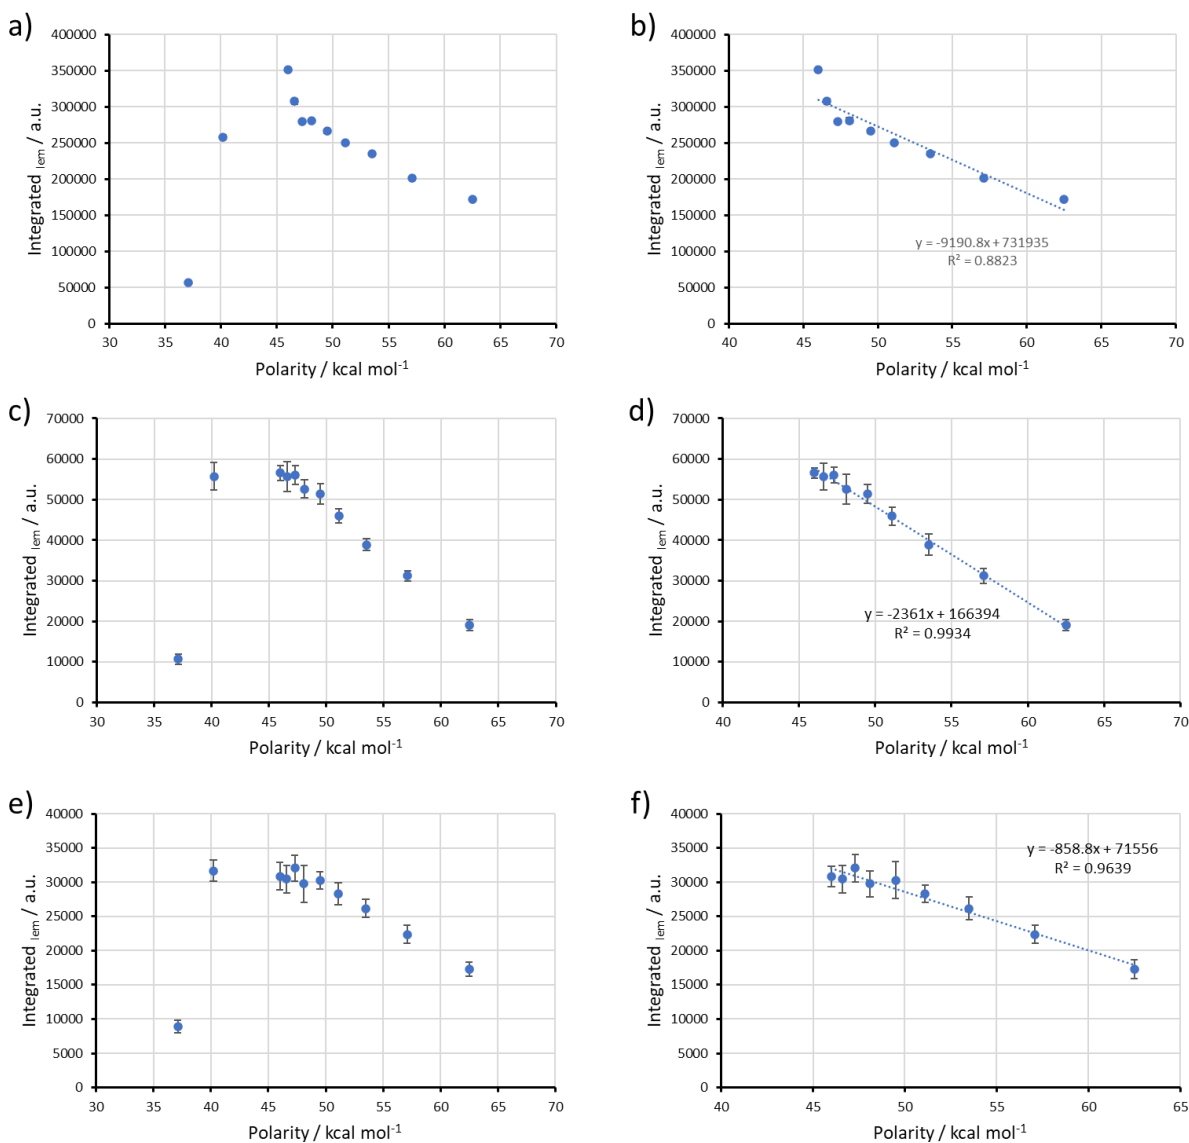 a)
400000
350000
300000
250000
200000
150000
100000
50000
0
30 35 40 45 50 55 60 65 70
Integrated Iem / a.u.
Polarity / kcal mol-1
b)
400000
350000
300000
250000
200000
150000
100000
50000
0
40 45 50 55 60 65 70
Integrated Iem / a.u.
Polarity / kcal mol-1
y = -9190.8x + 731935
R² = 0.8823
c)
70000
60000
50000
40000
30000
20000
10000
0
30 35 40 45 50 55 60 65 70
Integrated Iem / a.u.
Polarity / kcal mol-1
d)
70000
60000
50000
40000
30000
20000
10000
0
40 45 50 55 60 65 70
Integrated Iem / a.u.
Polarity / kcal mol-1
y = -2361x + 166394
R² = 0.9934
e)
40000
35000
30000
25000
20000
15000
10000
5000
0
30 35 40 45 50 55 60 65 70
Integrated Iem / a.u.
Polarity / kcal mol-1
f)
40000
35000
30000
25000
20000
15000
10000
5000
0
40 45 50 55 60 65
Integrated Iem / a.u.
Polarity / kcal mol-1
y = -858.8x + 71556
R² = 0.9639